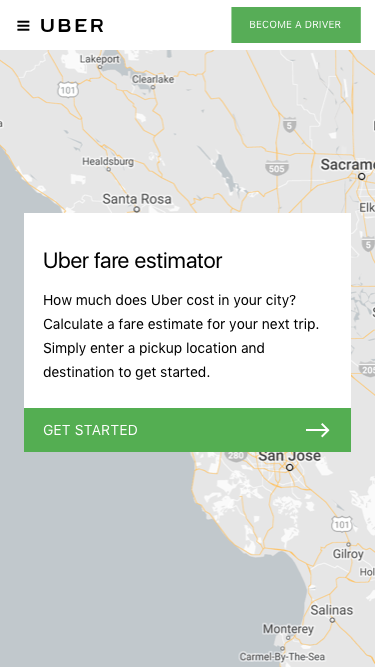 UBER
BECOME A DRIVER
Lakeport
Clearlake
101
5
Healdsburg
505
Sacrame
Santa Rosa
Elk
Uber fare estimator
How much does Uber cost in your city?
Calculate a fare estimate for your next trip.
Simply enter a pickup location and
destination to get started.
205
GET STARTED
280
San Jose
101
Gilroy
Hol
Salinas
Monterey
Carmel-By-The-Sea